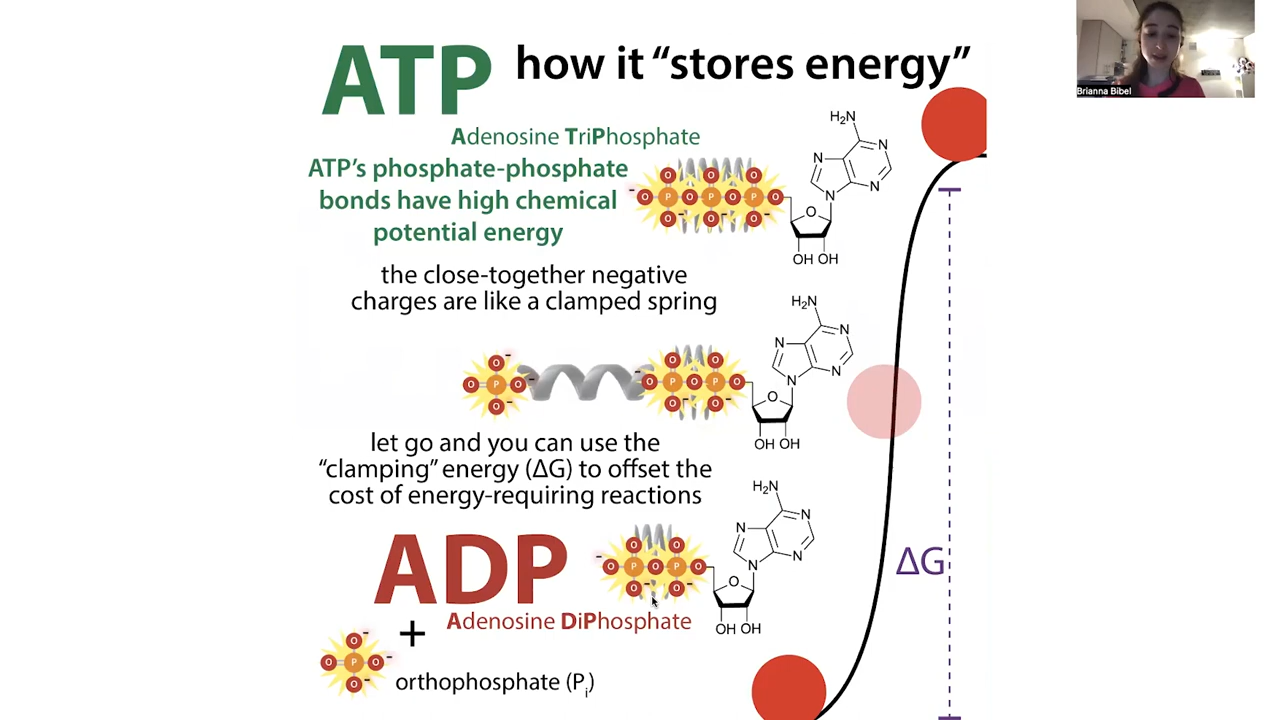 ATP how it “stores energy”
Adenosine TriPhosphate
ATP’s phosphate-phosphate
bonds have high chemical
potential energy
the close-together negative
charges are like a clamped spring
let go and you can use the
“clamping” energy (ΔG) to offset the
cost of energy-requiring reactions
ADP
Adenosine DiPhosphate
+
orthophosphate (Pi)
H₂N
N
N
N
N
O
OH OH
O
O
O
O
P
O
P
O
P
O
O
O
O
H₂N
N
N
N
N
O
OH OH
O
O
P
O
O
O
O
O
P
O
P
O
O
O
H₂N
N
N
N
N
O
OH OH
O
O
O
P
O
P
O
O
O
O
O
P
O
O
ΔG
Brianna Bibel